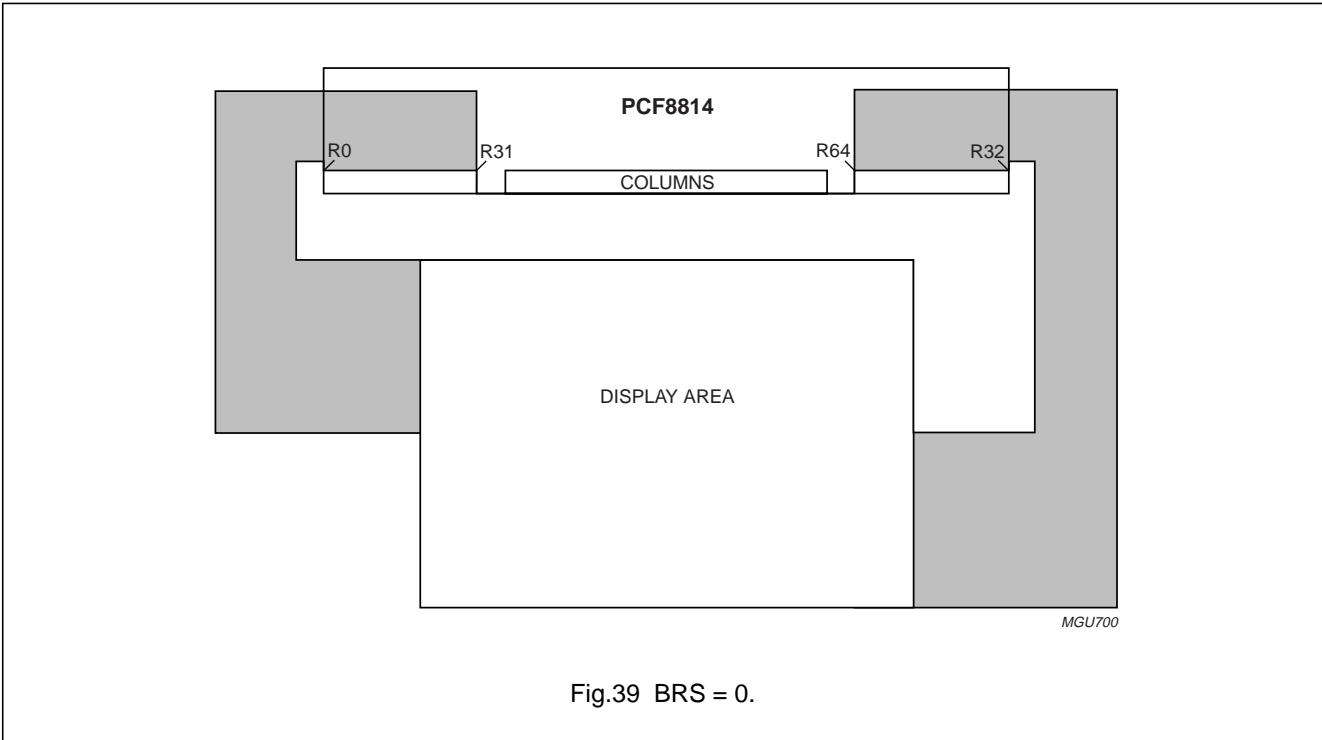 PCF8814
R0
R31
R64
R32
COLUMNS
DISPLAY AREA
MGU700
Fig.39 BRS = 0.